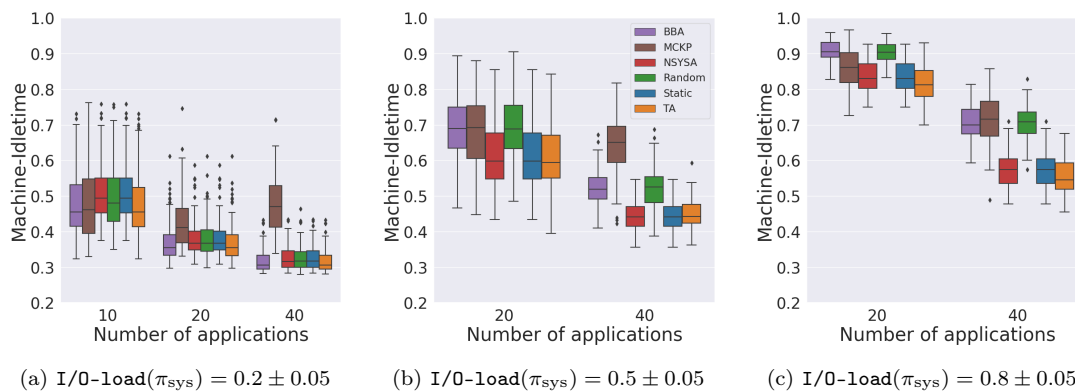 1.0
0.9
0.8
0.7
0.6
0.5
0.4
0.3
0.2
Machine-Idletime
10 20 40
Number of applications
(a) I/O-load(πsys) = 0.2 ± 0.05
1.0
0.9
0.8
0.7
0.6
0.5
0.4
0.3
0.2
Machine-Idletime
BBA
MCKP
NSYSA
Random
Static
TA
20 40
Number of applications
(b) I/O-load(πsys) = 0.5 ± 0.05
1.0
0.9
0.8
0.7
0.6
0.5
0.4
0.3
0.2
Machine-Idletime
20 40
Number of applications
(c) I/O-load(πsys) = 0.8 ± 0.05